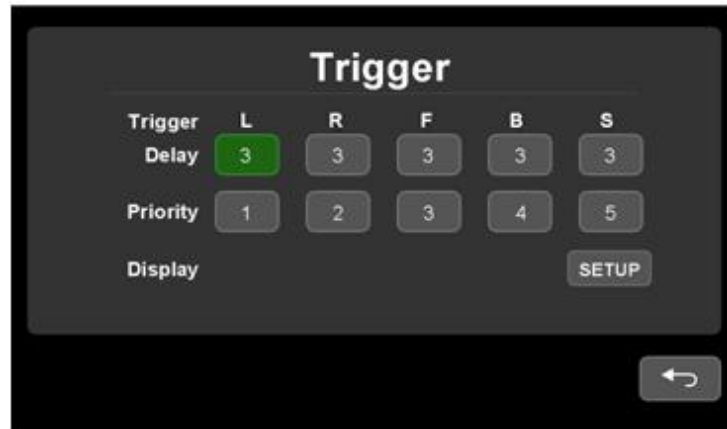 Trigger
Trigger L R F B S
Delay 3 3 3 3 3
Priority 1 2 3 4 5
Display SETUP